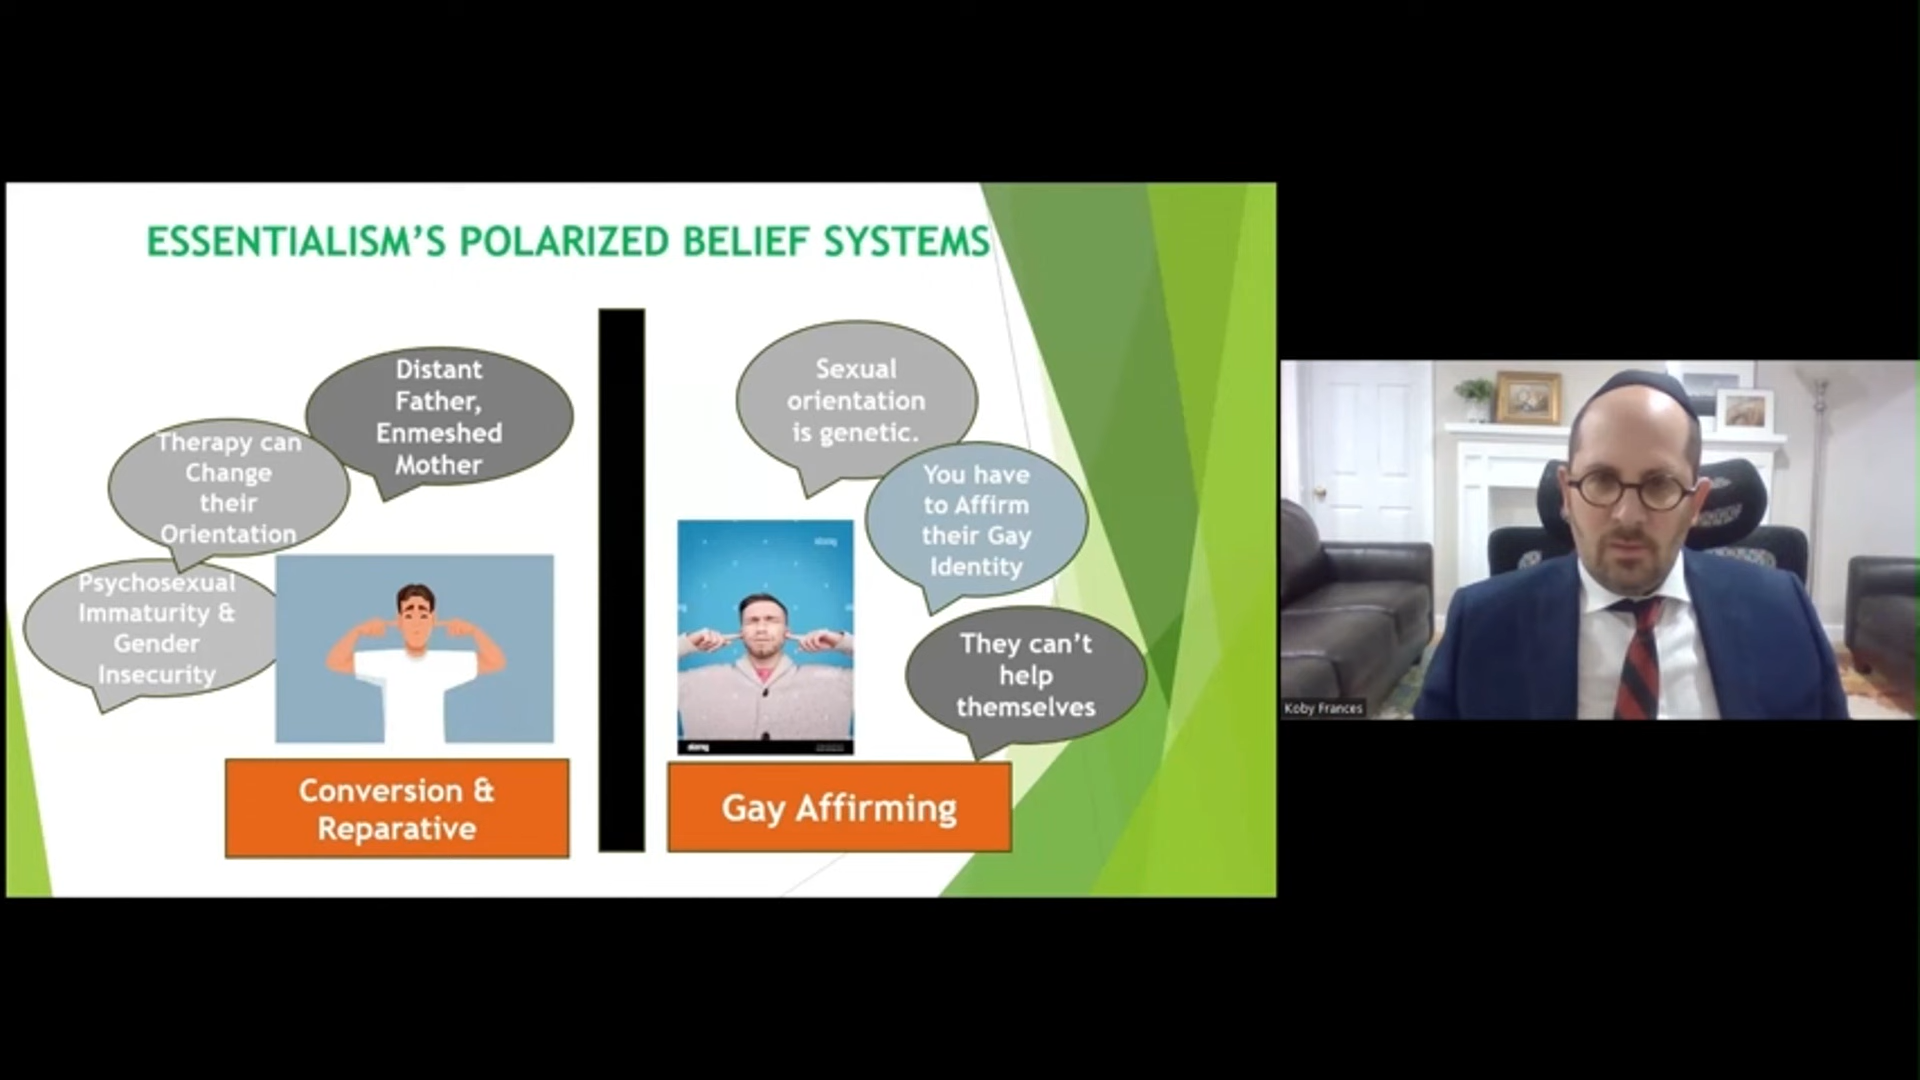 ESSENTIALISM'S POLARIZED BELIEF SYSTEMS
Distant
Father,
Enmeshed
Mother
Therapy can
Change
their
Orientation
Psychosexual
Immaturity &
Gender
Insecurity
Conversion &
Reparative
Sexual
orientation
is genetic.
You have
to Affirm
their Gay
Identity
They can't
help
themselves
Gay Affirming
Koby Frances